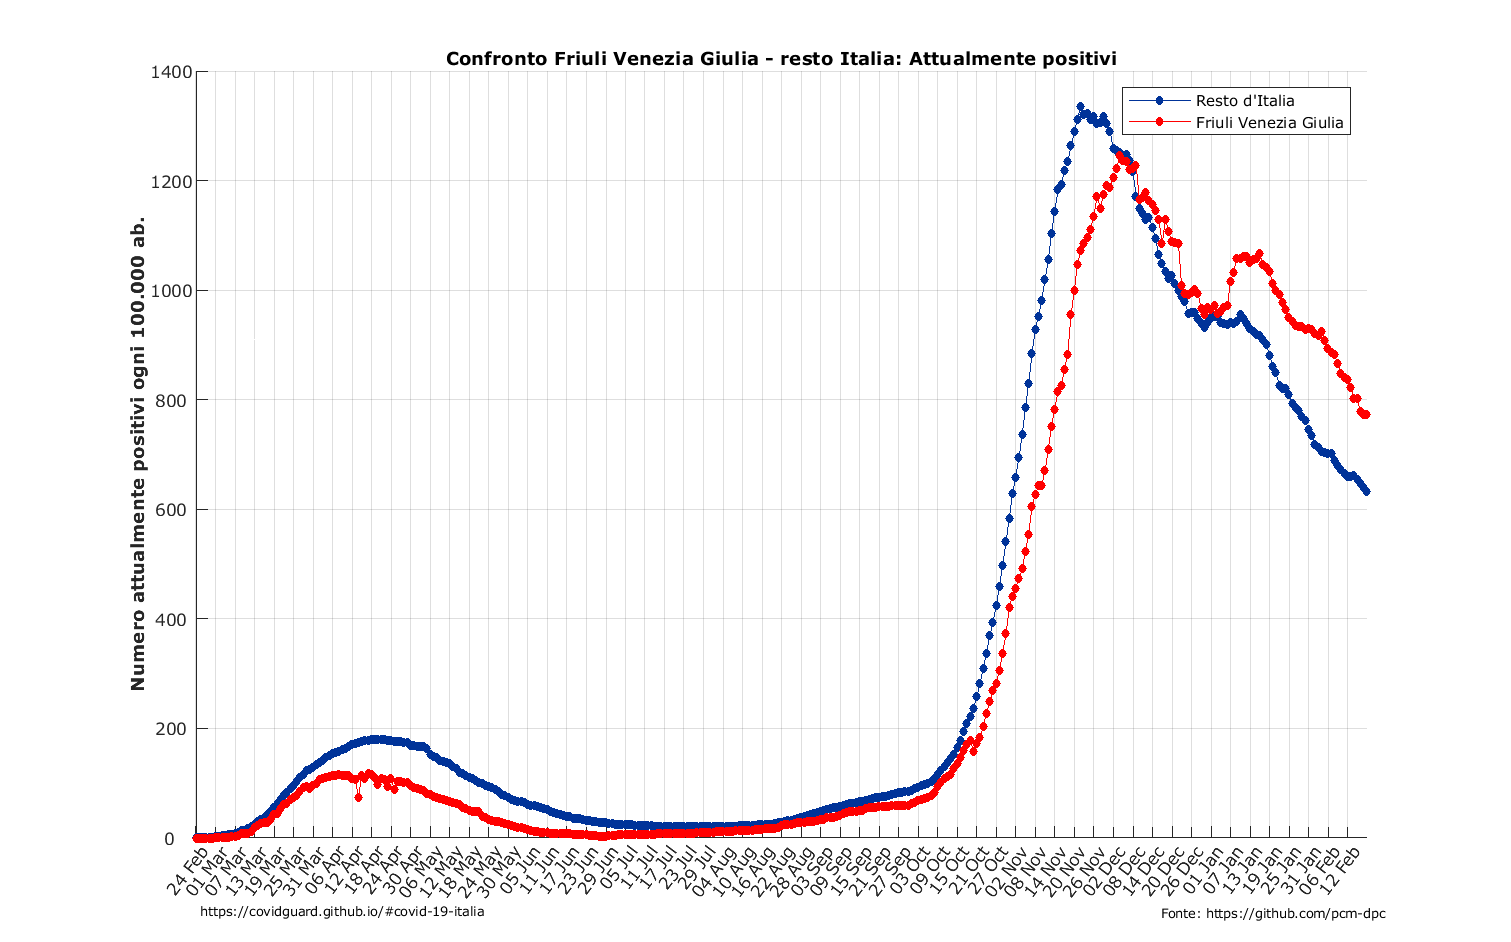 Confronto Friuli Venezia Giulia - resto Italia: Attualmente positivi
Resto d'Italia
Friuli Venezia Giulia
Numero attualmente positivi ogni 100.000 ab.
1400
1200
1000
800
600
400
200
0
24 Feb
01 Mar
07 Mar
13 Mar
19 Mar
25 Mar
31 Mar
06 Apr
12 Apr
18 Apr
24 Apr
30 Apr
06 May
12 May
18 May
24 May
30 May
05 Jun
11 Jun
17 Jun
23 Jun
29 Jun
05 Jul
11 Jul
17 Jul
23 Jul
29 Jul
04 Aug
10 Aug
16 Aug
22 Aug
28 Aug
03 Sep
09 Sep
15 Sep
21 Sep
27 Sep
03 Oct
09 Oct
15 Oct
21 Oct
27 Oct
02 Nov
08 Nov
14 Nov
20 Nov
26 Nov
02 Dec
08 Dec
14 Dec
20 Dec
26 Dec
01 Jan
07 Jan
13 Jan
19 Jan
25 Jan
31 Jan
06 Feb
12 Feb
https://covidguard.github.io/#covid-19-italia
Fonte: https://github.com/pcm-dpc